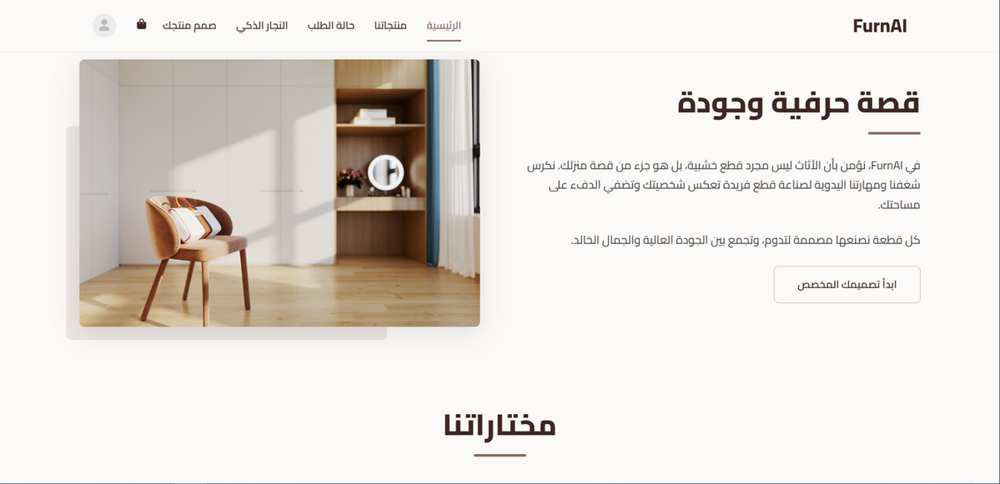 FurnAI
الرئيسية
منتجاتنا
حالة الطلب
النجار الذكي
صمم منتجك
قصة حرفية وجودة
في FurnAI، نؤمن بأن الأثاث ليس مجرد قطع خشبية، بل هو جزء من قصة منزلك. نكرس
شغفنا ومهارتنا اليدوية لصناعة قطع فريدة تعكس شخصيتك وتضفي الدفء على
مساحتك.
كل قطعة نصنعها مصممة لتدوم، وتجمع بين الجودة العالية والجمال الخالد.
ابدأ تصميمك المخصص
مختاراتنا